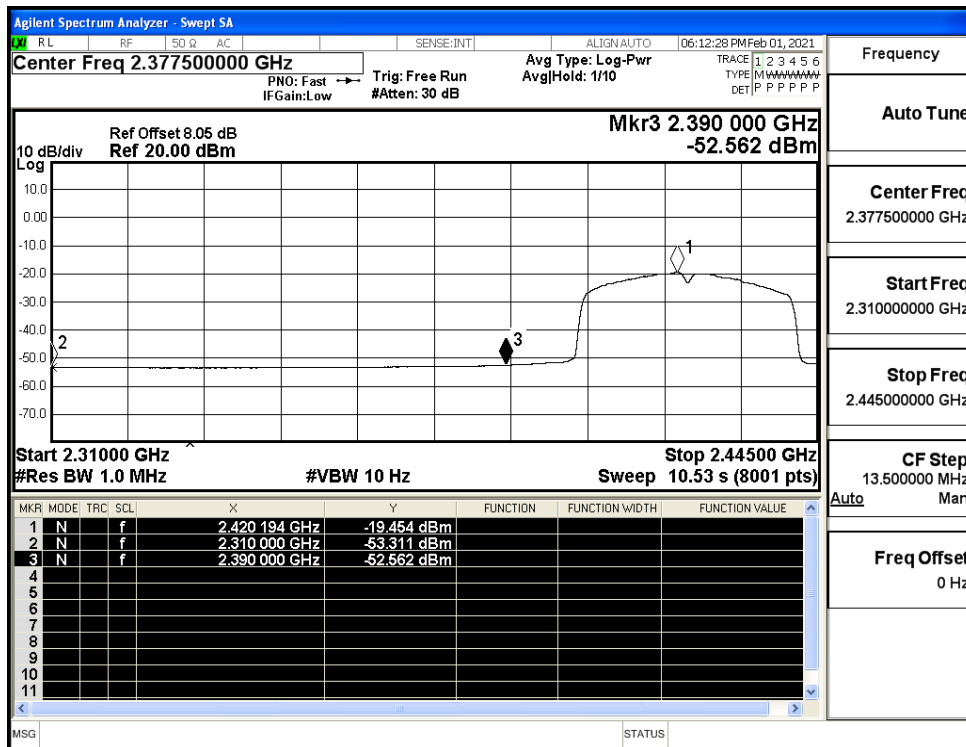 Agilent Spectrum Analyzer - Swept SA
LXI RL RF 50 Ω AC SENSE:INT ALIGN AUTO 06:12:28 PM Feb 01, 2021
Center Freq 2.377500000 GHz
PNO: Fast
IFGain:Low
Trig: Free Run
#Atten: 30 dB
Avg Type: Log-Pwr
Avg|Hold: 1/10
TRACE 1 2 3 4 5 6
TYPE M WWWWW
DET P P P P P P
Ref Offset 8.05 dB
10 dB/div Ref 20.00 dBm
Log
Mkr3 2.390 000 GHz
-52.562 dBm
10.0
0.00
-10.0
-20.0
-30.0
-40.0
-50.0
-60.0
-70.0
1
2
3
Start 2.31000 GHz Stop 2.44500 GHz
#Res BW 1.0 MHz #VBW 10 Hz Sweep 10.53 s (8001 pts)
MKR MODE TRC SCL X Y FUNCTION FUNCTION WIDTH FUNCTION VALUE
1 N f 2.420 194 GHz -19.454 dBm
2 N f 2.310 000 GHz -53.311 dBm
3 N f 2.390 000 GHz -52.562 dBm
4
5
6
7
8
9
10
11
MSG STATUS
Frequency
Auto Tune
Center Freq
2.377500000 GHz
Start Freq
2.310000000 GHz
Stop Freq
2.445000000 GHz
CF Step
13.500000 MHz
Auto Man
Freq Offset
0 Hz